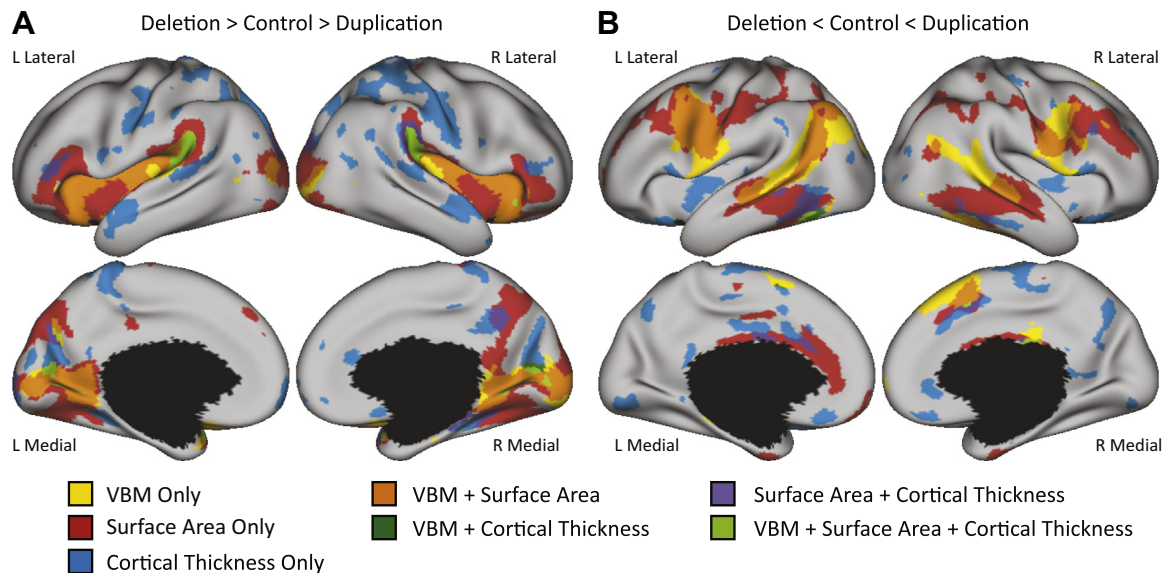 A
Deletion > Control > Duplication
B
Deletion < Control < Duplication
L Lateral
R Lateral
L Lateral
R Lateral
L Medial
R Medial
L Medial
R Medial
VBM Only
VBM + Surface Area
Surface Area + Cortical Thickness
Surface Area Only
VBM + Cortical Thickness
VBM + Surface Area + Cortical Thickness
Cortical Thickness Only